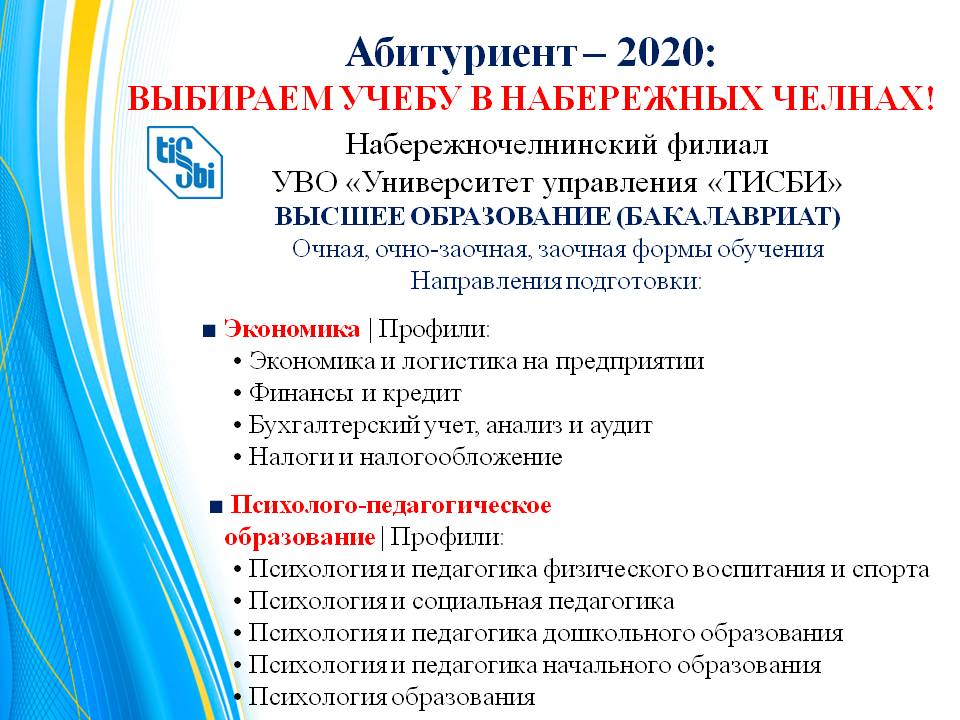 Абитуриент – 2020:
ВЫБИРАЕМ УЧЕБУ В НАБЕРЕЖНЫХ ЧЕЛНАХ!
tisbi
Набережночелнинский филиал
УВО «Университет управления «ТИСБИ»
ВЫСШЕЕ ОБРАЗОВАНИЕ (БАКАЛАВРИАТ)
Очная, очно-заочная, заочная формы обучения
Направления подготовки:
■ Экономика | Профили:
• Экономика и логистика на предприятии
• Финансы и кредит
• Бухгалтерский учет, анализ и аудит
• Налоги и налогообложение
■ Психолого-педагогическое
образование | Профили:
• Психология и педагогика физического воспитания и спорта
• Психология и социальная педагогика
• Психология и педагогика дошкольного образования
• Психология и педагогика начального образования
• Психология образования